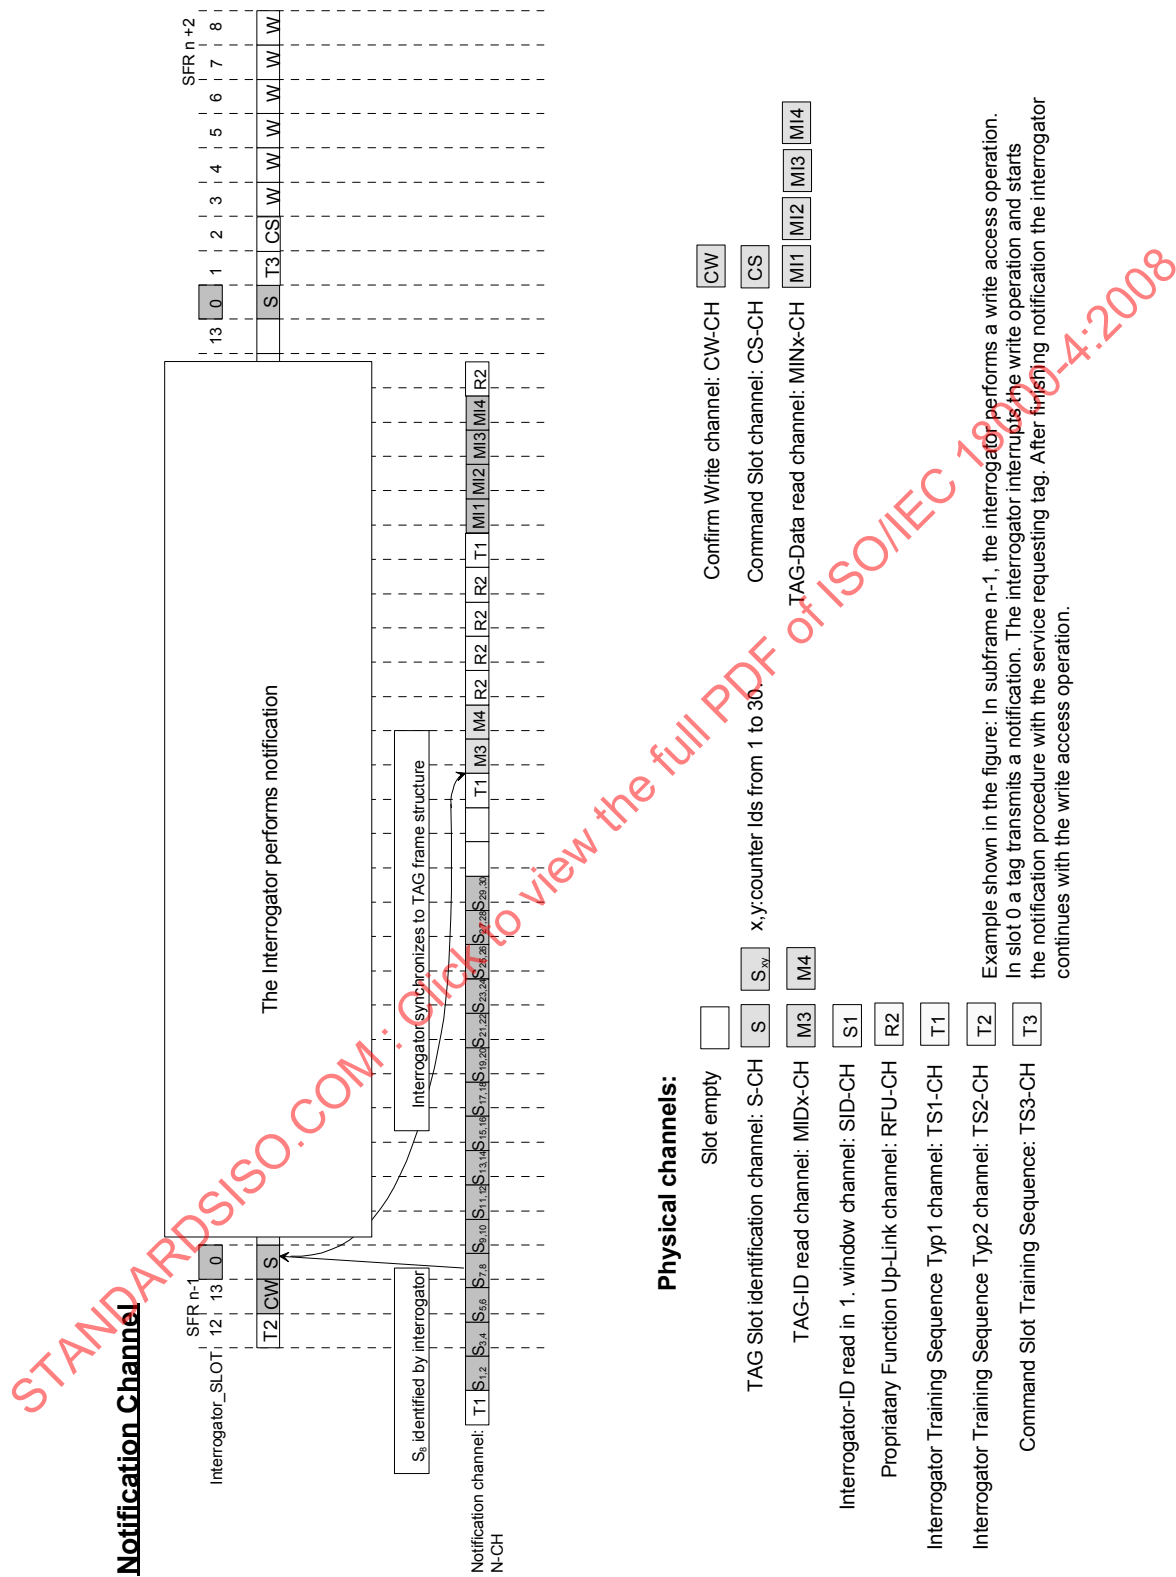 Notification Channel
SFR n-1
SFR n +2
Interrogator_SLOT 12 13 0 13 0 1 2 3 4 5 6 7 8
T2 CW S S T3 CS W W W W W W
The Interrogator performs notification
S8 identified by interrogator
Interrogator synchronizes to TAG frame structure
Notification channel:
N-CH
T1 S1,2 S3,4 S5,6 S7,8 S9,10 S11,12 S13,14 S15,16 S17,18 S19,20 S21,22 S23,24 S25,26 S27,28 S29,30 T1 M3 M4 R2 R2 R2 R2 T1 MI1 MI2 MI3 MI4 R2
Physical channels:
Slot empty
TAG Slot identification channel: S-CH S Sxy x,y:counter Ids from 1 to 30.
TAG-ID read channel: MIDx-CH M3 M4
Interrogator-ID read in 1. window channel: SID-CH S1
Propriatary Function Up-Link channel: RFU-CH R2
Interrogator Training Sequence Typ1 channel: TS1-CH T1
Interrogator Training Sequence Typ2 channel: TS2-CH T2
Command Slot Training Sequence: TS3-CH T3
Confirm Write channel: CW-CH CW
Command Slot channel: CS-CH CS
TAG-Data read channel: MINx-CH MI1 MI2 MI3 MI4
Example shown in the figure: In subframe n-1, the interrogator performs a write access operation.
In slot 0 a tag transmits a notification. The interrogator interrupts the write operation and starts
the notification procedure with the service requesting tag. After finishing notification the interrogator
continues with the write access operation.
STANDARDSISO.COM : Click to view the full PDF of ISO/IEC 18000-4:2008